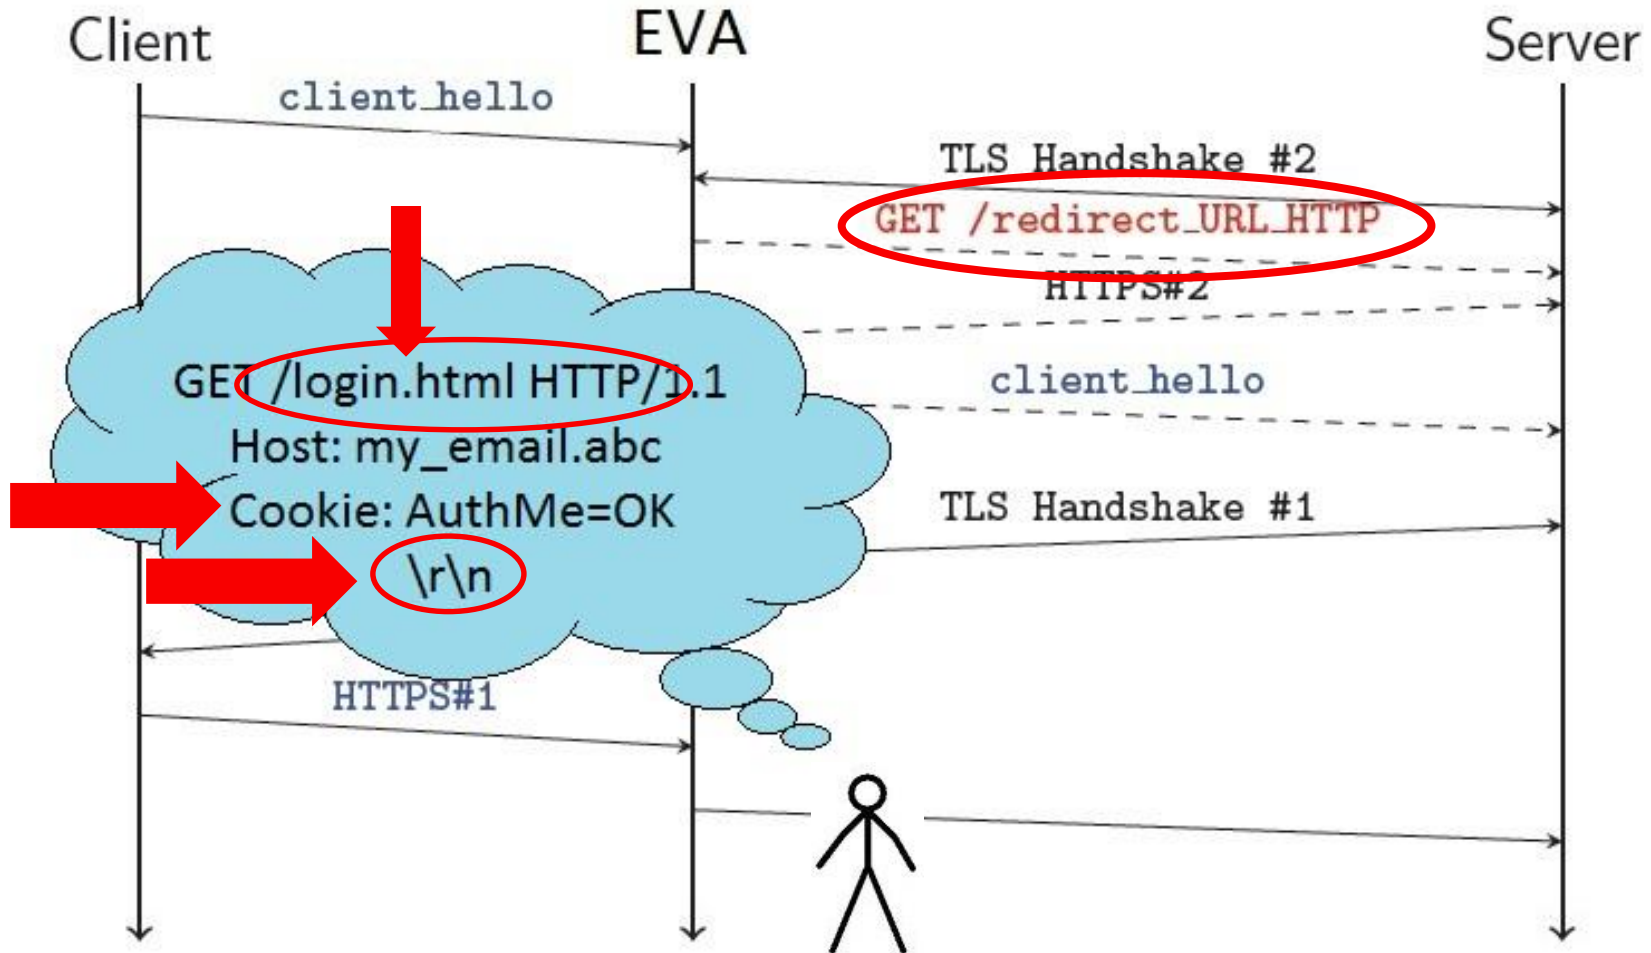 Client
EVA
Server
client_hello
TLS Handshake #2
GET /redirect_URL_HTTP
HTTPS#2
GET /login.html HTTP/1.1
client_hello
Host: my_email.abc
Cookie: AuthMe=OK
TLS Handshake #1
\r\n
HTTPS#1